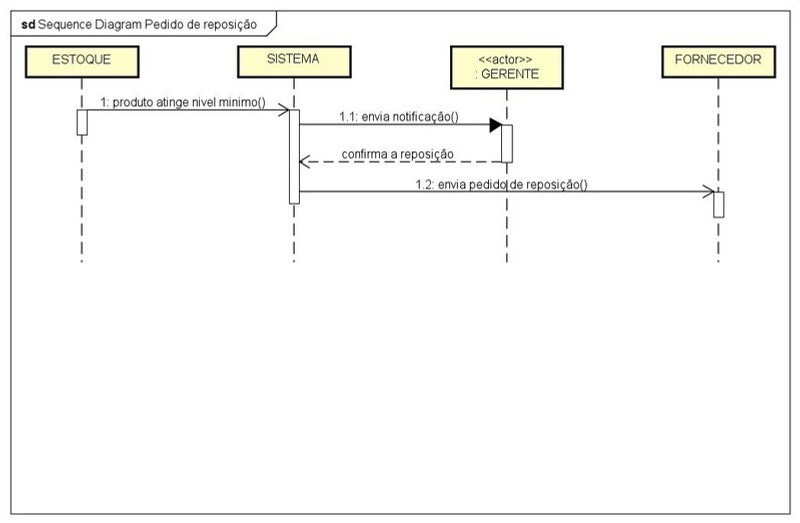 sd Sequence Diagram Pedido de reposição
ESTOQUE
SISTEMA
<<actor>>
: GERENTE
FORNECEDOR
1: produto atinge nivel minimo()
1.1: envia notificação()
confirma a reposição
1.2: envia pedido de reposição()